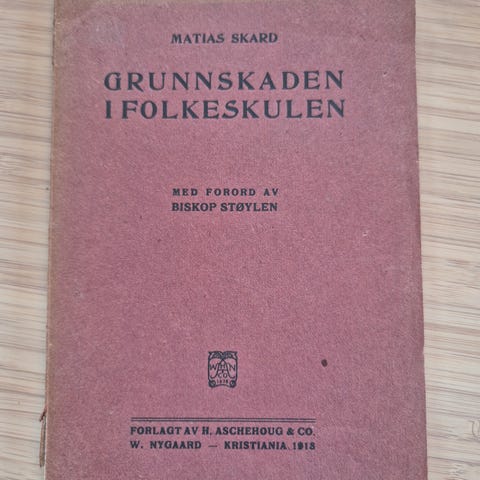 MATIAS SKARD
GRUNNSKADEN
I FOLKESKULEN
MED FORORD AV
BISKOP STØYLEN
FORLAGT AV H. ASCHEHOUG & CO.
W. NYGAARD — KRISTIANIA. 1918